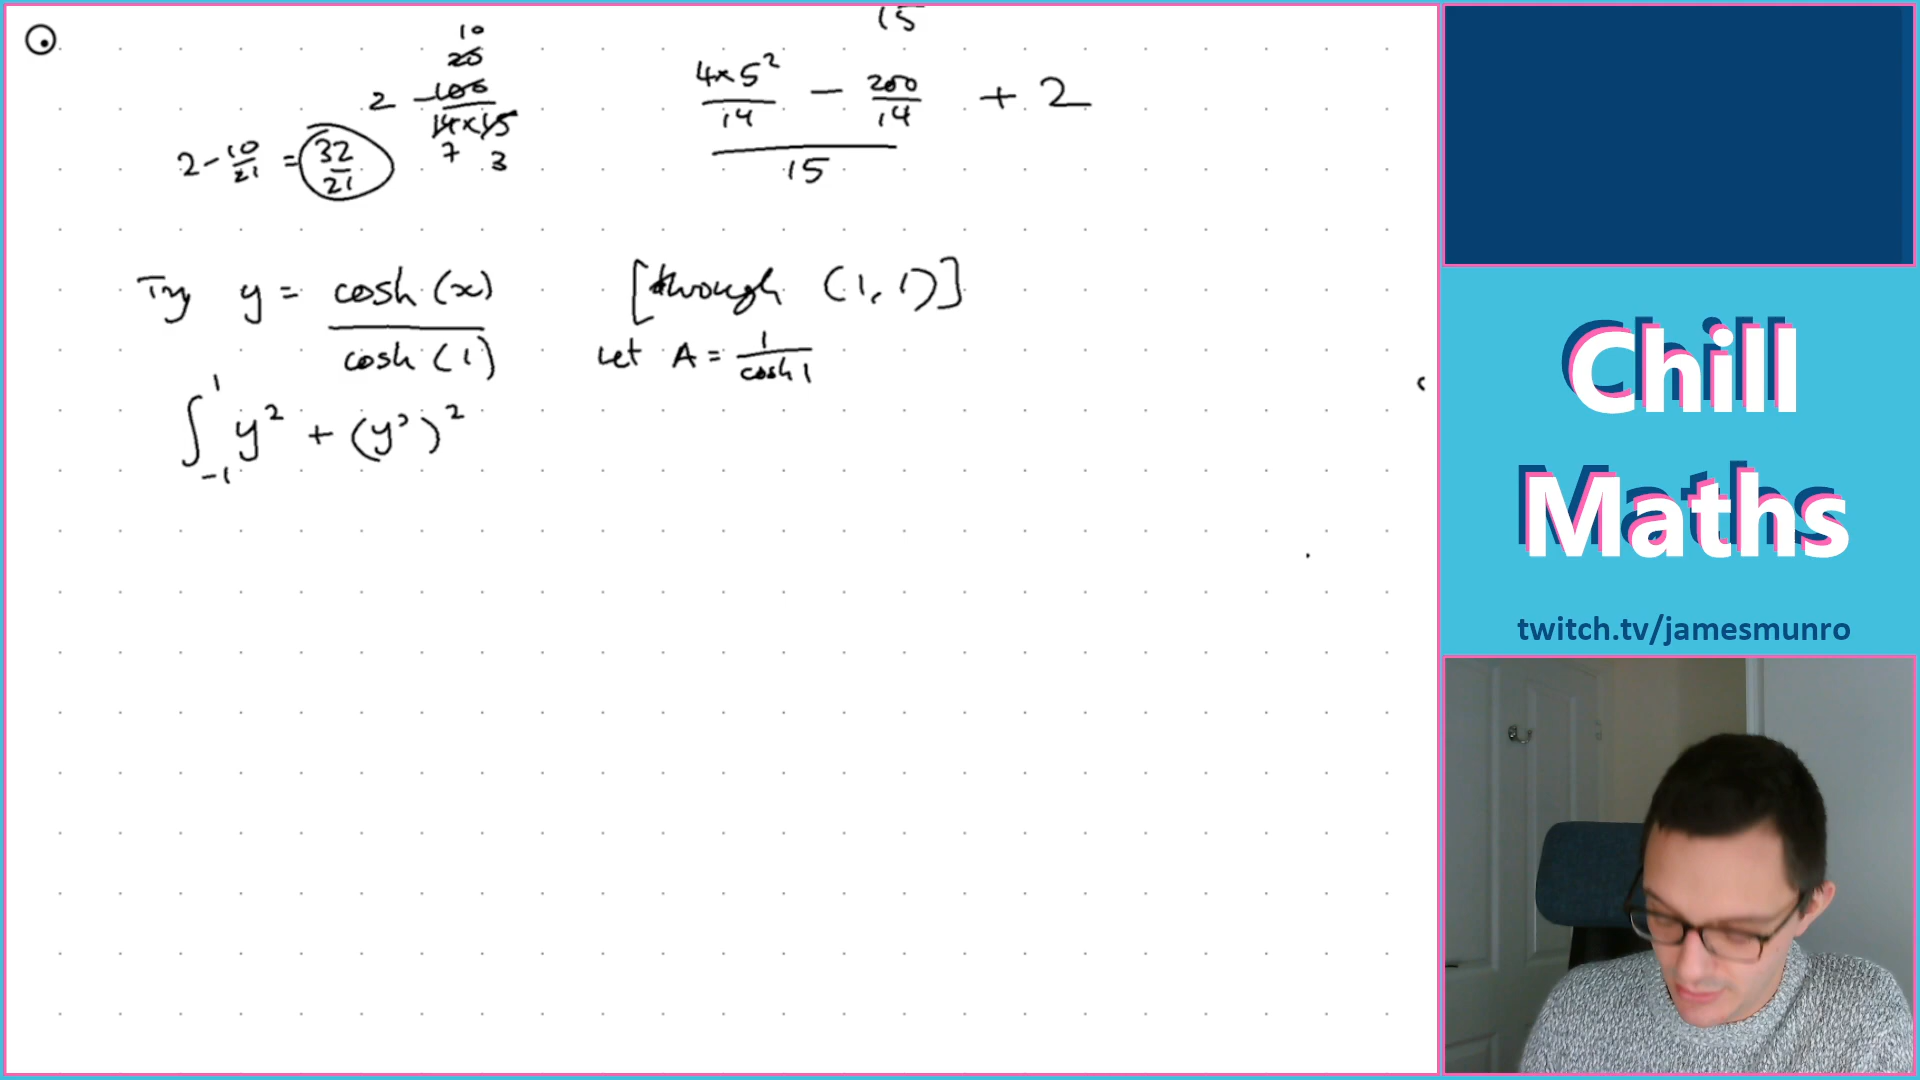 15
2 - 10 20 100 / 14×15 7 3
4×5² / 14 - 200 / 14 + 2
15
2 - 10/21 = 32/21
Try y = cosh(x) / cosh(1) [through (1,1)]
Let A = 1 / cosh 1
∫₋₁¹ y² + (y')²
Chill
Maths
twitch.tv/jamesmunro